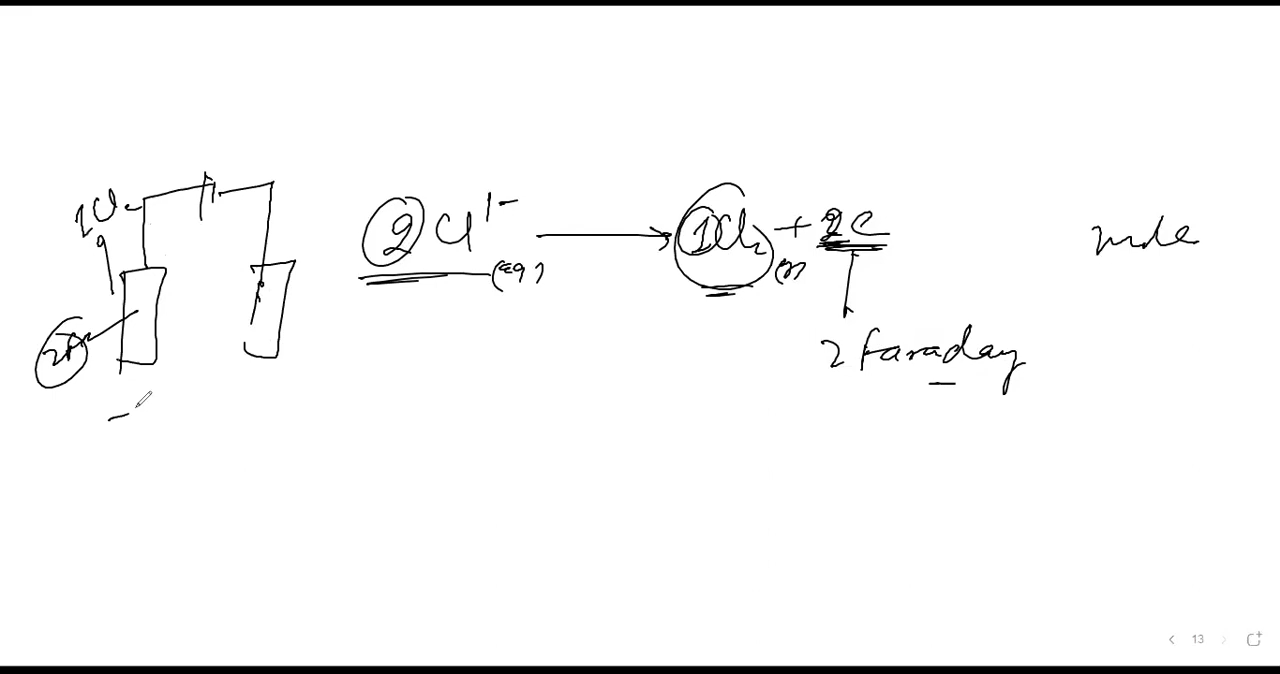 2Cl¹⁻ (aq) ⟶ 1Cl₂ (g) + 2e mole
2 Faraday
13